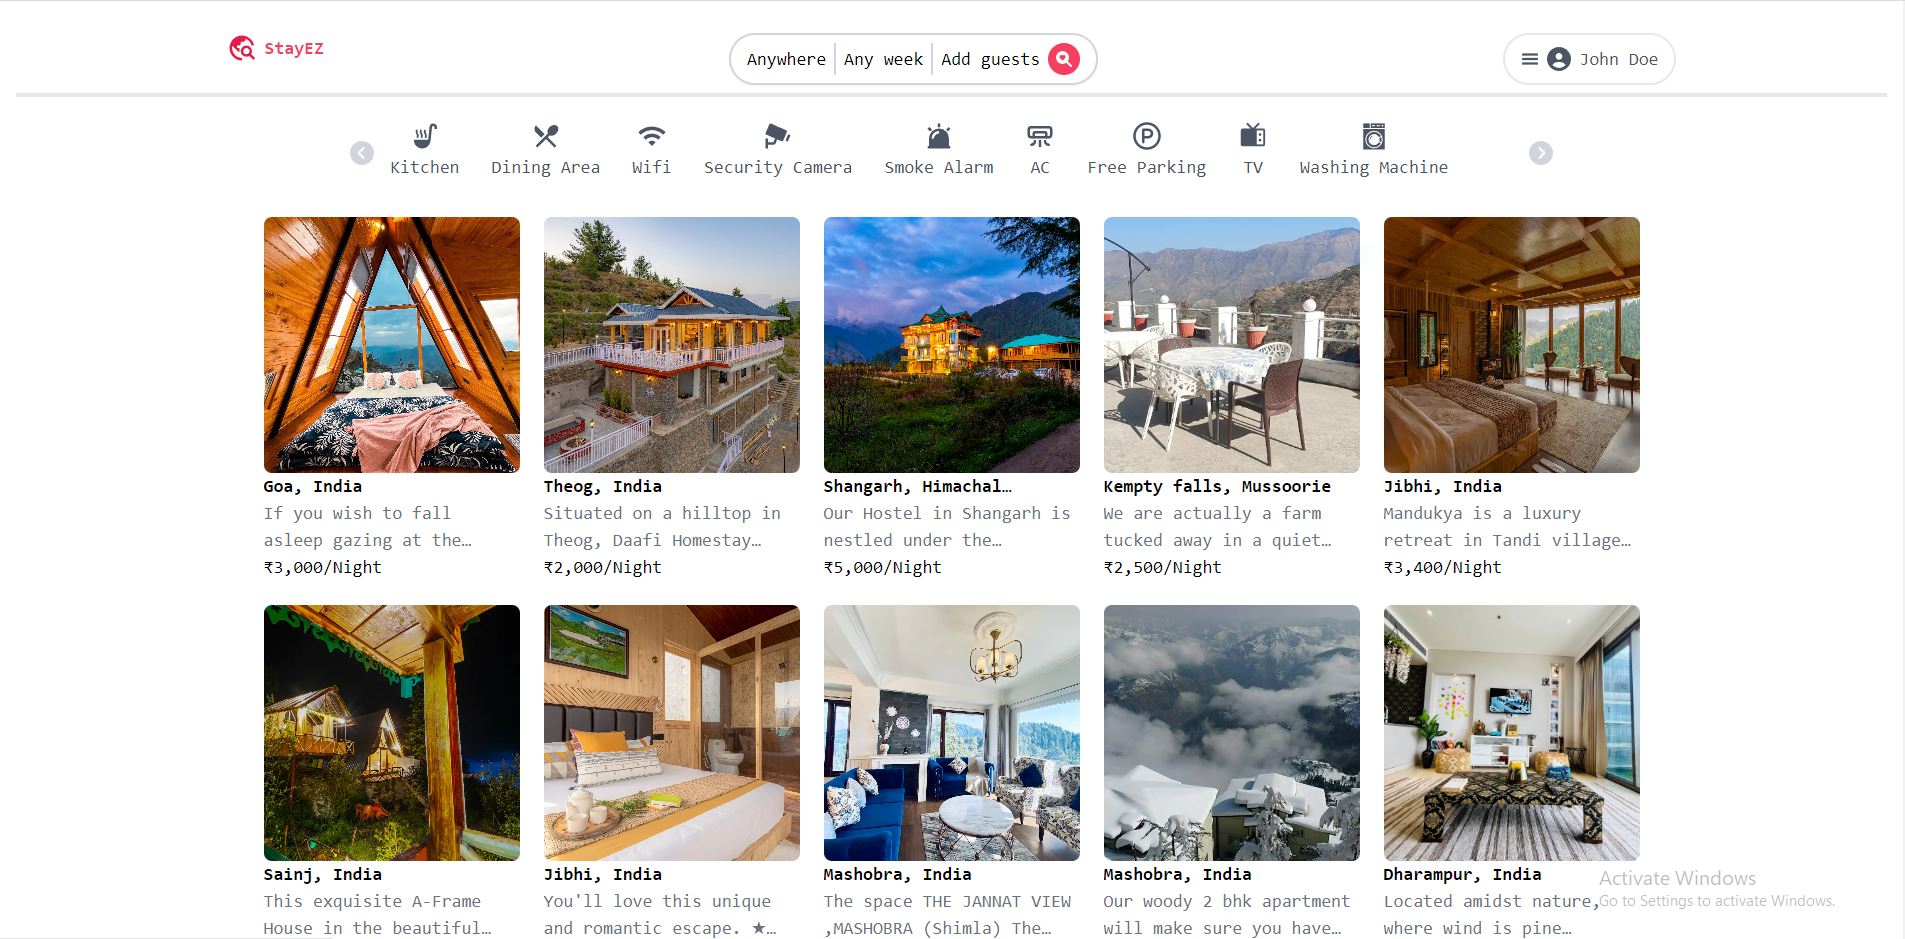 StayEZ
Anywhere Any week Add guests
John Doe
Kitchen
Dining Area
Wifi
Security Camera
Smoke Alarm
AC
Free Parking
TV
Washing Machine
Goa, India
If you wish to fall
asleep gazing at the…
₹3,000/Night
Theog, India
Situated on a hilltop in
Theog, Daafi Homestay…
₹2,000/Night
Shangarh, Himachal…
Our Hostel in Shangarh is
nestled under the…
₹5,000/Night
Kempty falls, Mussoorie
We are actually a farm
tucked away in a quiet…
₹2,500/Night
Jibhi, India
Mandukya is a luxury
retreat in Tandi village…
₹3,400/Night
Sainj, India
This exquisite A-Frame
House in the beautiful…
Jibhi, India
You'll love this unique
and romantic escape. ★…
Mashobra, India
The space THE JANNAT VIEW
,MASHOBRA (Shimla) The…
Mashobra, India
Our woody 2 bhk apartment
will make sure you have…
Dharampur, India
Located amidst nature,
where wind is pine…
Activate Windows
Go to Settings to activate Windows.